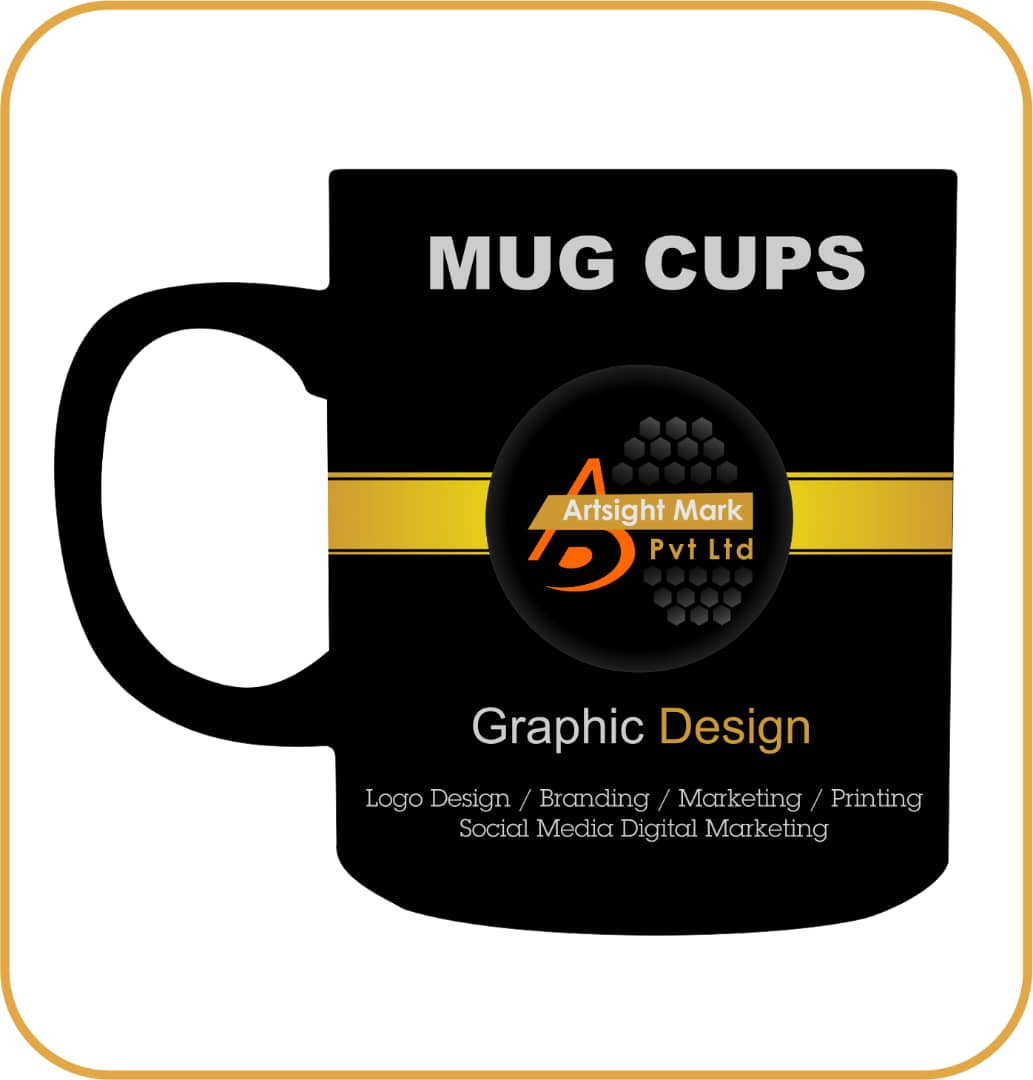 MUG CUPS
Artsight Mark
Pvt Ltd
Graphic Design
Logo Design / Branding / Marketing / Printing
Social Media Digital Marketing